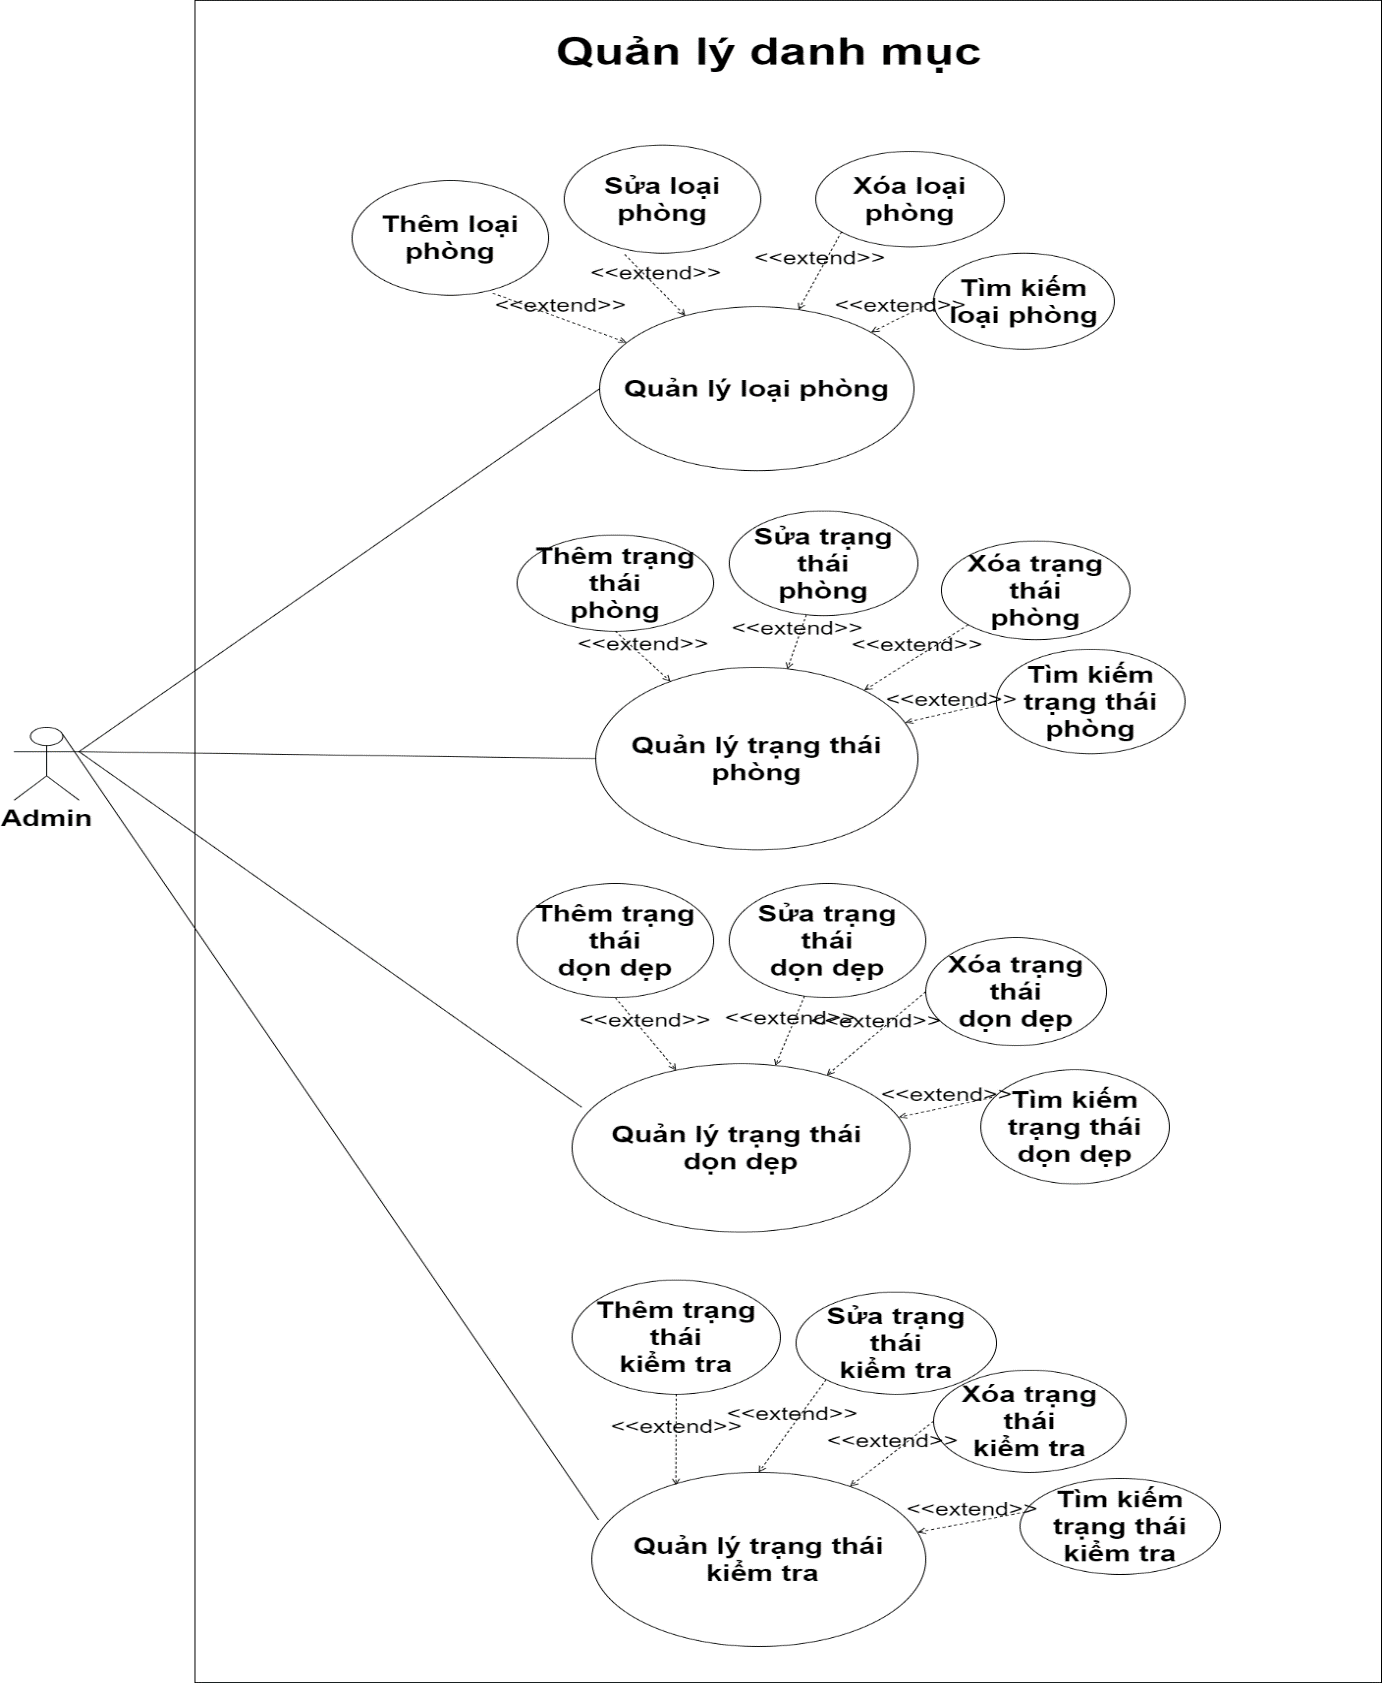 Quản lý danh mục
Thêm loại
phòng
Sửa loại
phòng
Xóa loại
phòng
Tìm kiếm
loại phòng
<<extend>>
<<extend>>
<<extend>>
<<extend>>
Quản lý loại phòng
Thêm trạng
thái
phòng
Sửa trạng
thái
phòng
Xóa trạng
thái
phòng
Tìm kiếm
trạng thái
phòng
<<extend>>
<<extend>>
<<extend>>
<<extend>>
Quản lý trạng thái
phòng
Admin
Thêm trạng
thái
dọn dẹp
Sửa trạng
thái
dọn dẹp
Xóa trạng
thái
dọn dẹp
Tìm kiếm
trạng thái
dọn dẹp
<<extend>>
<<extend>>
<<extend>>
<<extend>>
Quản lý trạng thái
dọn dẹp
Thêm trạng
thái
kiểm tra
Sửa trạng
thái
kiểm tra
Xóa trạng
thái
kiểm tra
Tìm kiếm
trạng thái
kiểm tra
<<extend>>
<<extend>>
<<extend>>
<<extend>>
Quản lý trạng thái
kiểm tra